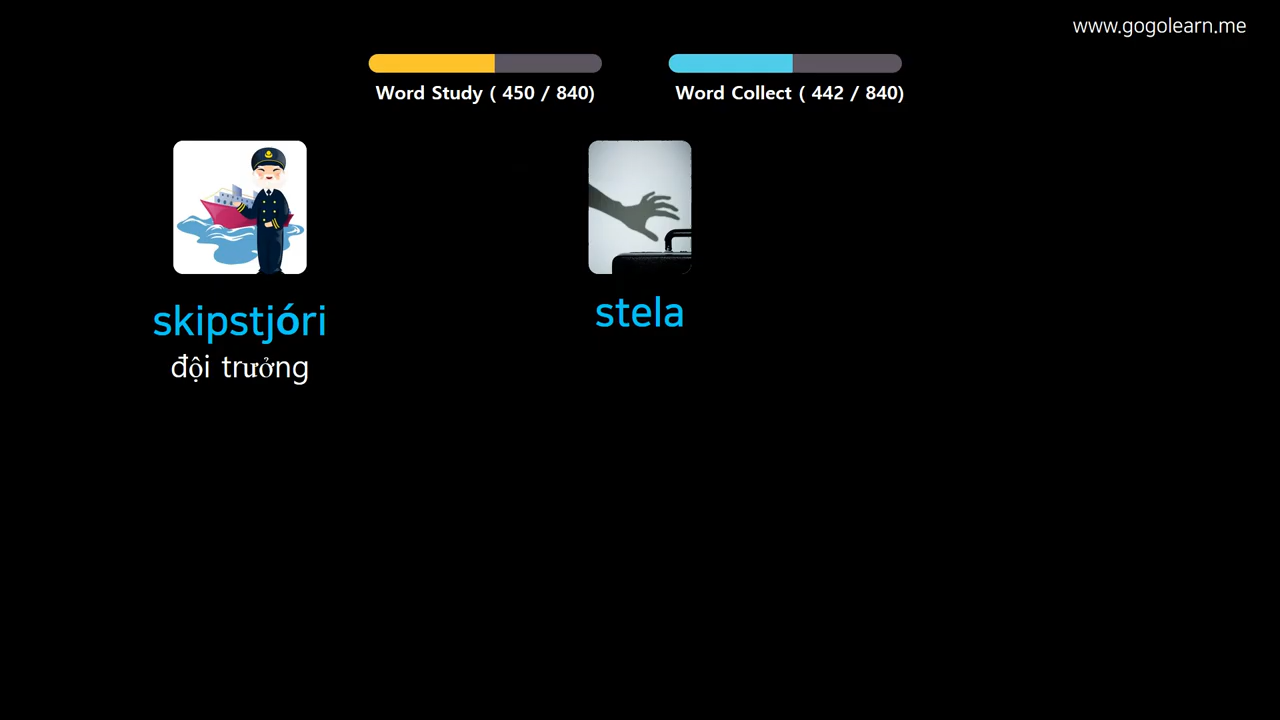 www.gogolearn.me
Word Study ( 450 / 840)
Word Collect ( 442 / 840)
skipstjóri
đội trưởng
stela